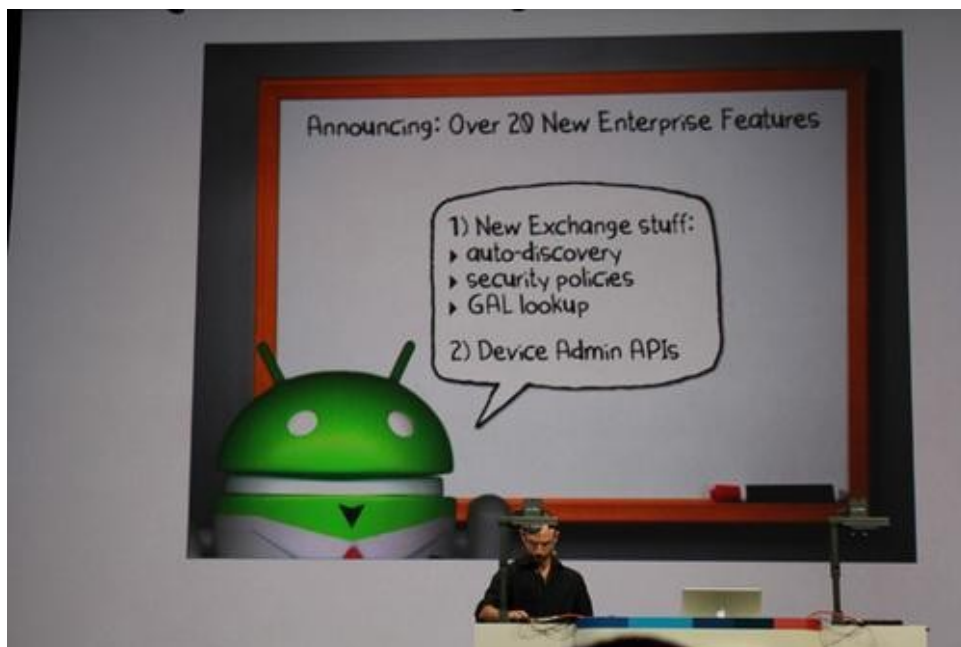 Announcing: Over 20 New Enterprise Features
1) New Exchange stuff:
▸ auto-discovery
▸ security policies
▸ GAL lookup
2) Device Admin APIs